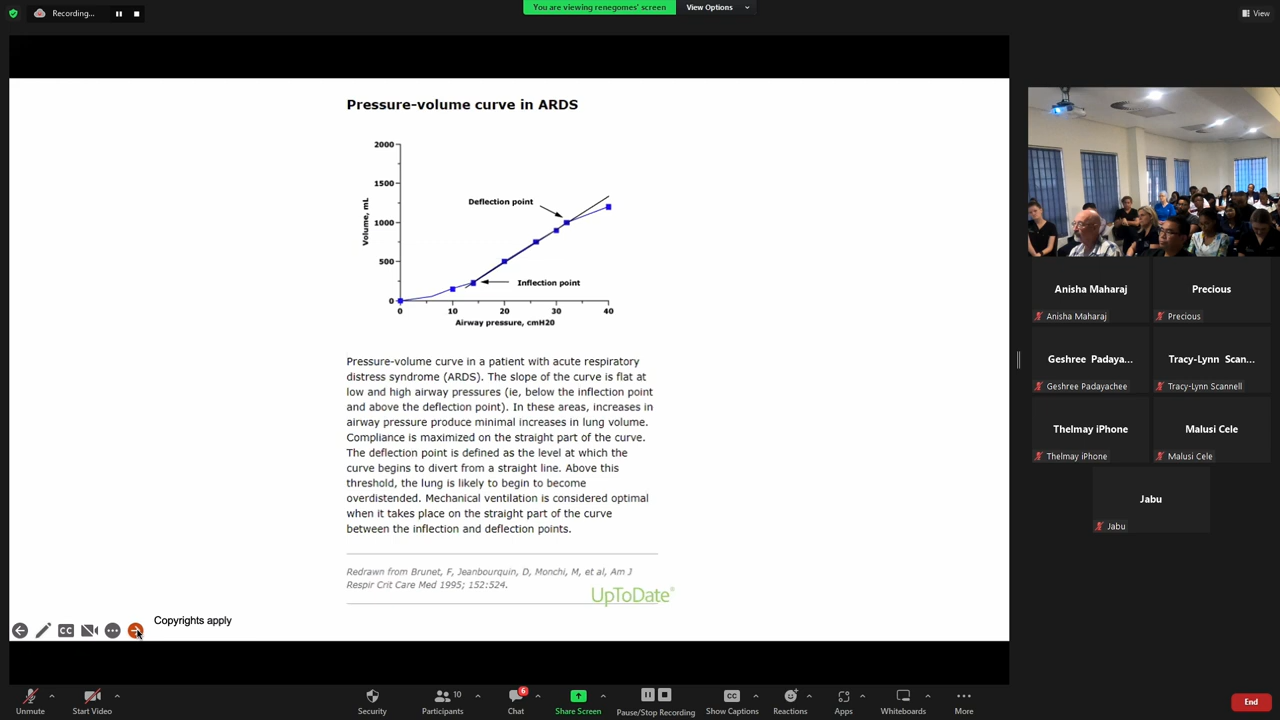 Recording...
You are viewing renegomes' screen
View Options
View
Pressure-volume curve in ARDS
2000
1500
1000
500
0
Volume, mL
Deflection point
Inflection point
0
10
20
30
40
Airway pressure, cmH20
Pressure-volume curve in a patient with acute respiratory
distress syndrome (ARDS). The slope of the curve is flat at
low and high airway pressures (ie, below the inflection point
and above the deflection point). In these areas, increases in
airway pressure produce minimal increases in lung volume.
Compliance is maximized on the straight part of the curve.
The deflection point is defined as the level at which the
curve begins to divert from a straight line. Above this
threshold, the lung is likely to begin to become
overdistended. Mechanical ventilation is considered optimal
when it takes place on the straight part of the curve
between the inflection and deflection points.
Redrawn from Brunet, F, Jeanbourquin, D, Monchi, M, et al, Am J
Respir Crit Care Med 1995; 152:524.
UpToDate®
CC
Copyrights apply
Anisha Maharaj
Anisha Maharaj
Precious
Precious
Geshree Padaya...
Geshree Padayachee
Tracy-Lynn Scan...
Tracy-Lynn Scannell
Thelmay iPhone
Thelmay iPhone
Malusi Cele
Malusi Cele
Jabu
Jabu
Unmute
Start Video
Security
10
Participants
6
Chat
Share Screen
Pause/Stop Recording
CC
Show Captions
Reactions
Apps
Whiteboards
More
End